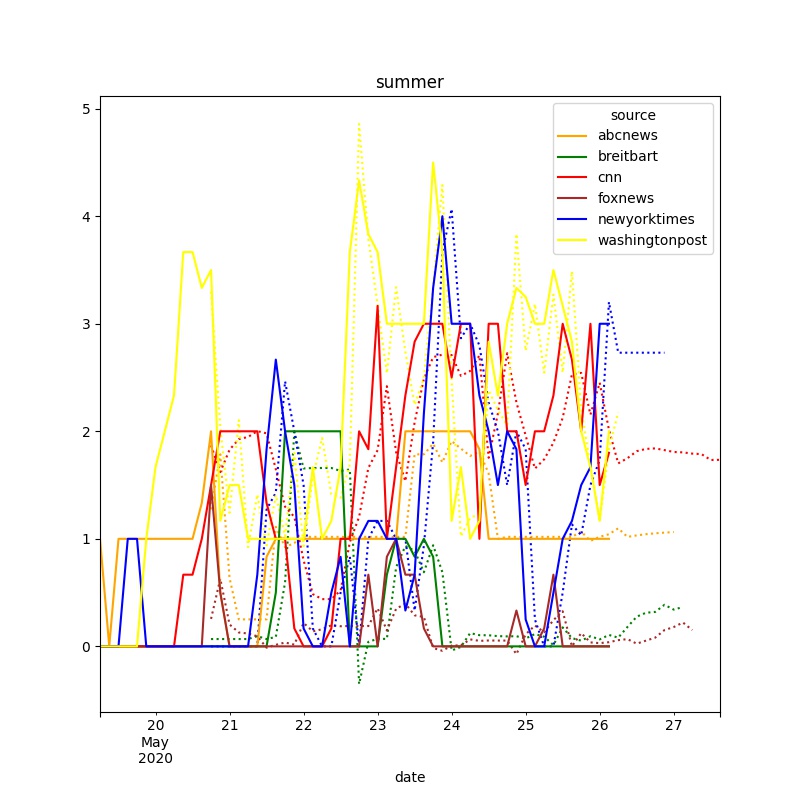 summer
source
abcnews
breitbart
cnn
foxnews
newyorktimes
washingtonpost
5
4
3
2
1
0
20 21 22 23 24 25 26 27
May
2020
date